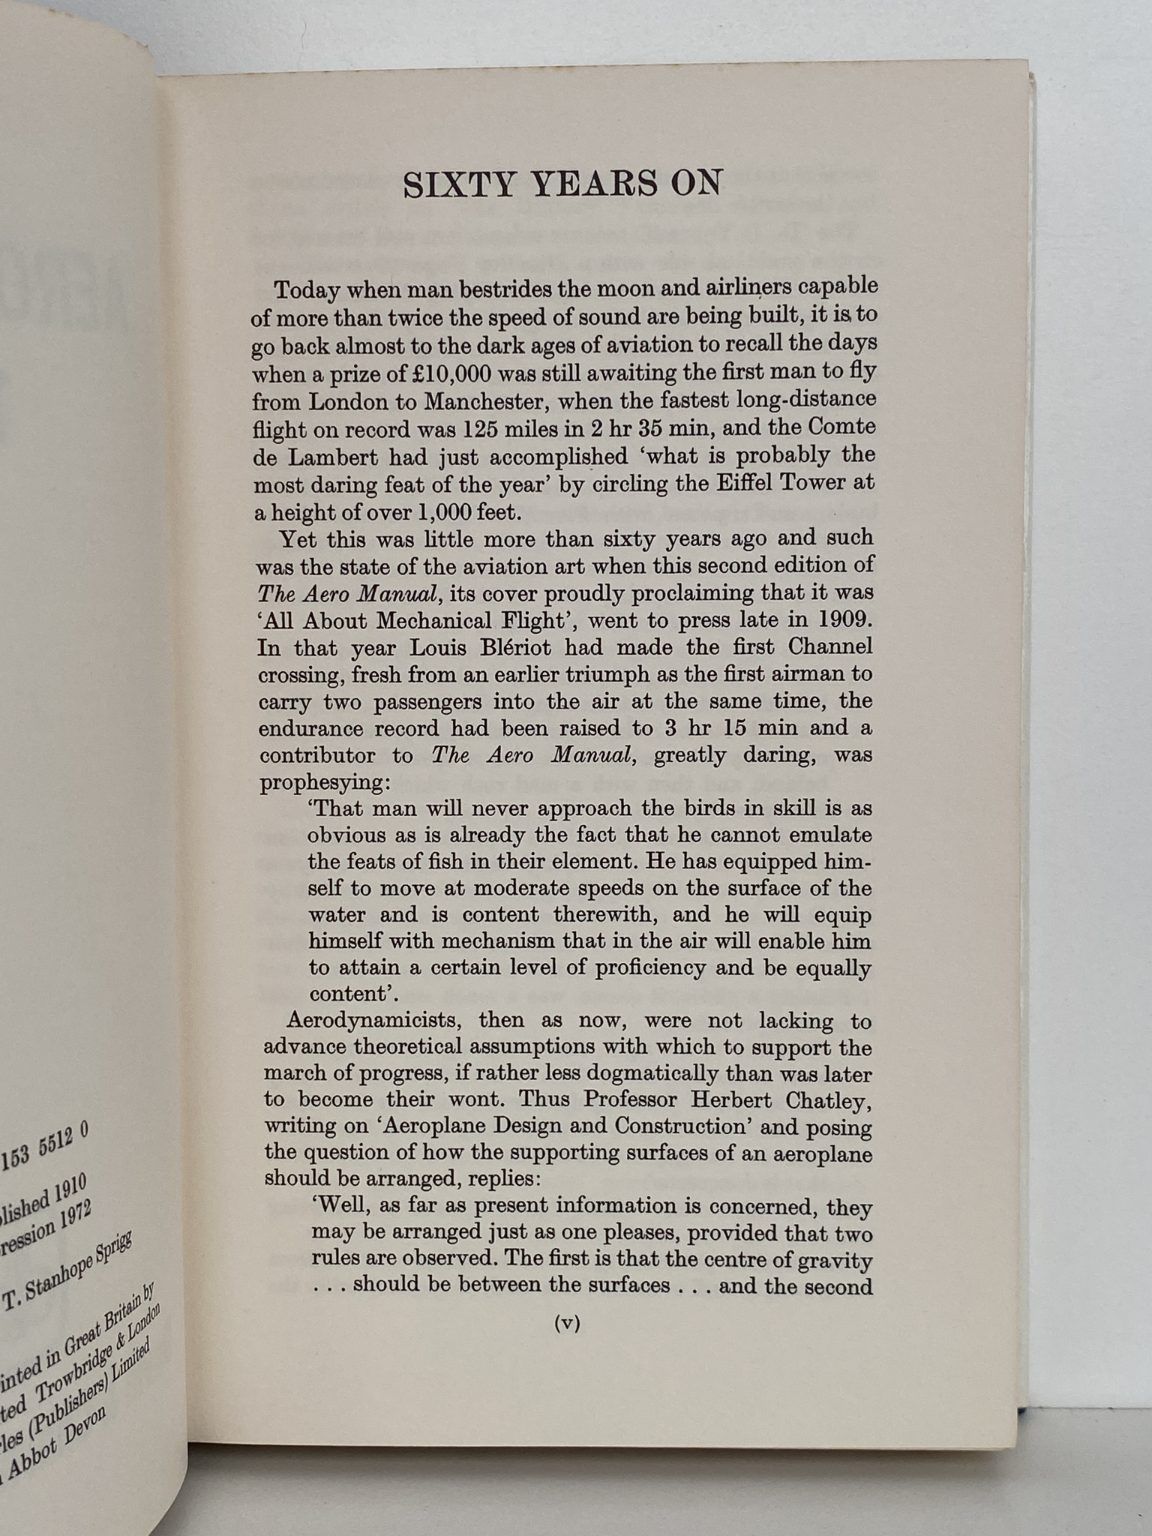 153 5512 0
lished 1910
ression 1972
T. Stanhope Sprigg
inted in Great Britain by
ted Trowbridge & London
les (Publishers) Limited
Abbot Devon
SIXTY YEARS ON
Today when man bestrides the moon and airliners capable
of more than twice the speed of sound are being built, it is to
go back almost to the dark ages of aviation to recall the days
when a prize of £10,000 was still awaiting the first man to fly
from London to Manchester, when the fastest long-distance
flight on record was 125 miles in 2 hr 35 min, and the Comte
de Lambert had just accomplished ‘what is probably the
most daring feat of the year’ by circling the Eiffel Tower at
a height of over 1,000 feet.
Yet this was little more than sixty years ago and such
was the state of the aviation art when this second edition of
The Aero Manual, its cover proudly proclaiming that it was
‘All About Mechanical Flight’, went to press late in 1909.
In that year Louis Blériot had made the first Channel
crossing, fresh from an earlier triumph as the first airman to
carry two passengers into the air at the same time, the
endurance record had been raised to 3 hr 15 min and a
contributor to The Aero Manual, greatly daring, was
prophesying:
‘That man will never approach the birds in skill is as
obvious as is already the fact that he cannot emulate
the feats of fish in their element. He has equipped him-
self to move at moderate speeds on the surface of the
water and is content therewith, and he will equip
himself with mechanism that in the air will enable him
to attain a certain level of proficiency and be equally
content’.
Aerodynamicists, then as now, were not lacking to
advance theoretical assumptions with which to support the
march of progress, if rather less dogmatically than was later
to become their wont. Thus Professor Herbert Chatley,
writing on ‘Aeroplane Design and Construction’ and posing
the question of how the supporting surfaces of an aeroplane
should be arranged, replies:
‘Well, as far as present information is concerned, they
may be arranged just as one pleases, provided that two
rules are observed. The first is that the centre of gravity
. . . should be between the surfaces . . . and the second
(v)